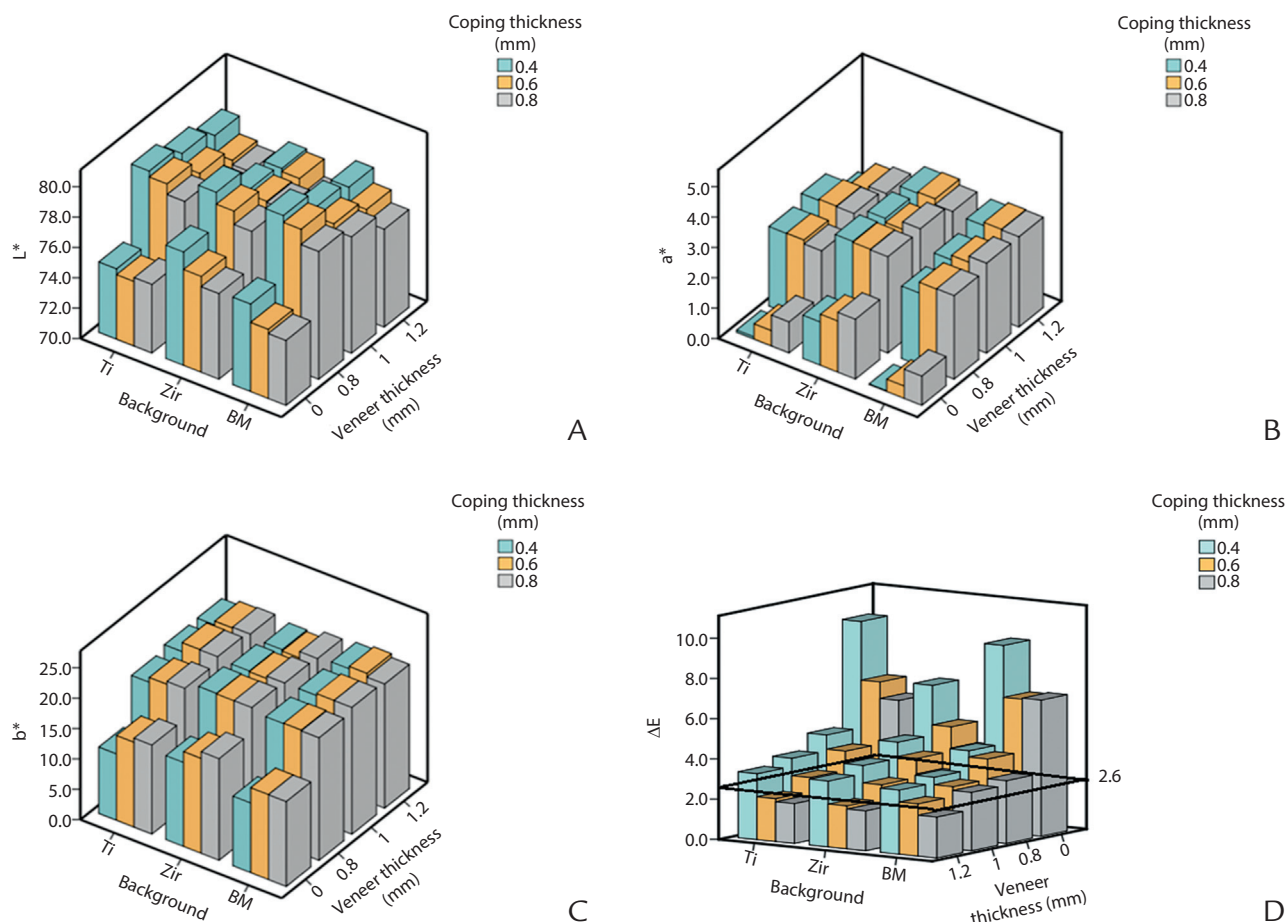 Coping thickness
(mm)
0.4
0.6
0.8
80.0
78.0
76.0
74.0
72.0
70.0
L*
Ti
Zir
BM
Background
0
0.8
1
1.2
Veneer thickness
(mm)
A
Coping thickness
(mm)
0.4
0.6
0.8
5.0
4.0
3.0
2.0
1.0
0.0
a*
Ti
Zir
BM
Background
0
0.8
1
1.2
Veneer thickness
(mm)
B
Coping thickness
(mm)
0.4
0.6
0.8
25.0
20.0
15.0
10.0
5.0
0.0
b*
Ti
Zir
BM
Background
0
0.8
1
1.2
Veneer thickness
(mm)
C
Coping thickness
(mm)
0.4
0.6
0.8
10.0
8.0
6.0
4.0
2.0
0.0
ΔE
2.6
Ti
Zir
BM
Background
1.2
1
0.8
0
Veneer
thickness (mm)
D